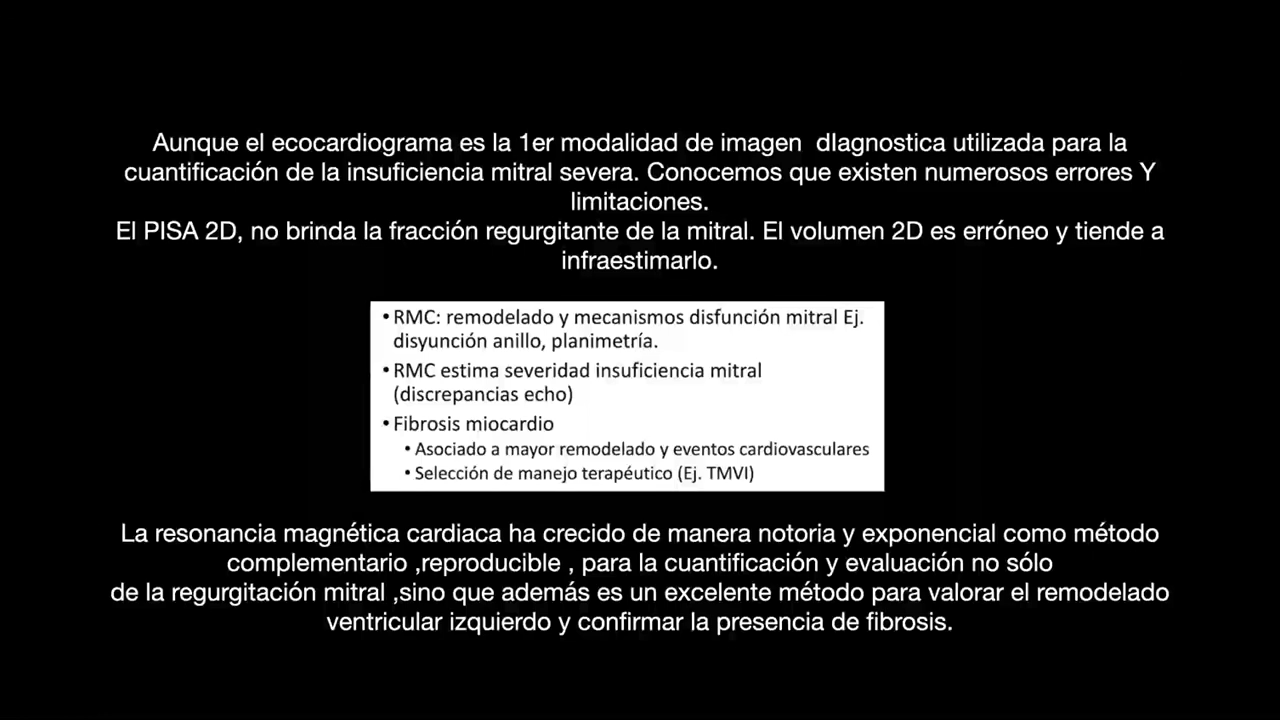 Aunque el ecocardiograma es la 1er modalidad de imagen  dIagnostica utilizada para la
cuantificación de la insuficiencia mitral severa. Conocemos que existen numerosos errores Y
limitaciones.
El PISA 2D, no brinda la fracción regurgitante de la mitral. El volumen 2D es erróneo y tiende a
infraestimarlo.
• RMC: remodelado y mecanismos disfunción mitral Ej.
disyunción anillo, planimetría.
• RMC estima severidad insuficiencia mitral
(discrepancias echo)
• Fibrosis miocardio
• Asociado a mayor remodelado y eventos cardiovasculares
• Selección de manejo terapéutico (Ej. TMVI)
La resonancia magnética cardiaca ha crecido de manera notoria y exponencial como método
complementario ,reproducible , para la cuantificación y evaluación no sólo
de la regurgitación mitral ,sino que además es un excelente método para valorar el remodelado
ventricular izquierdo y confirmar la presencia de fibrosis.